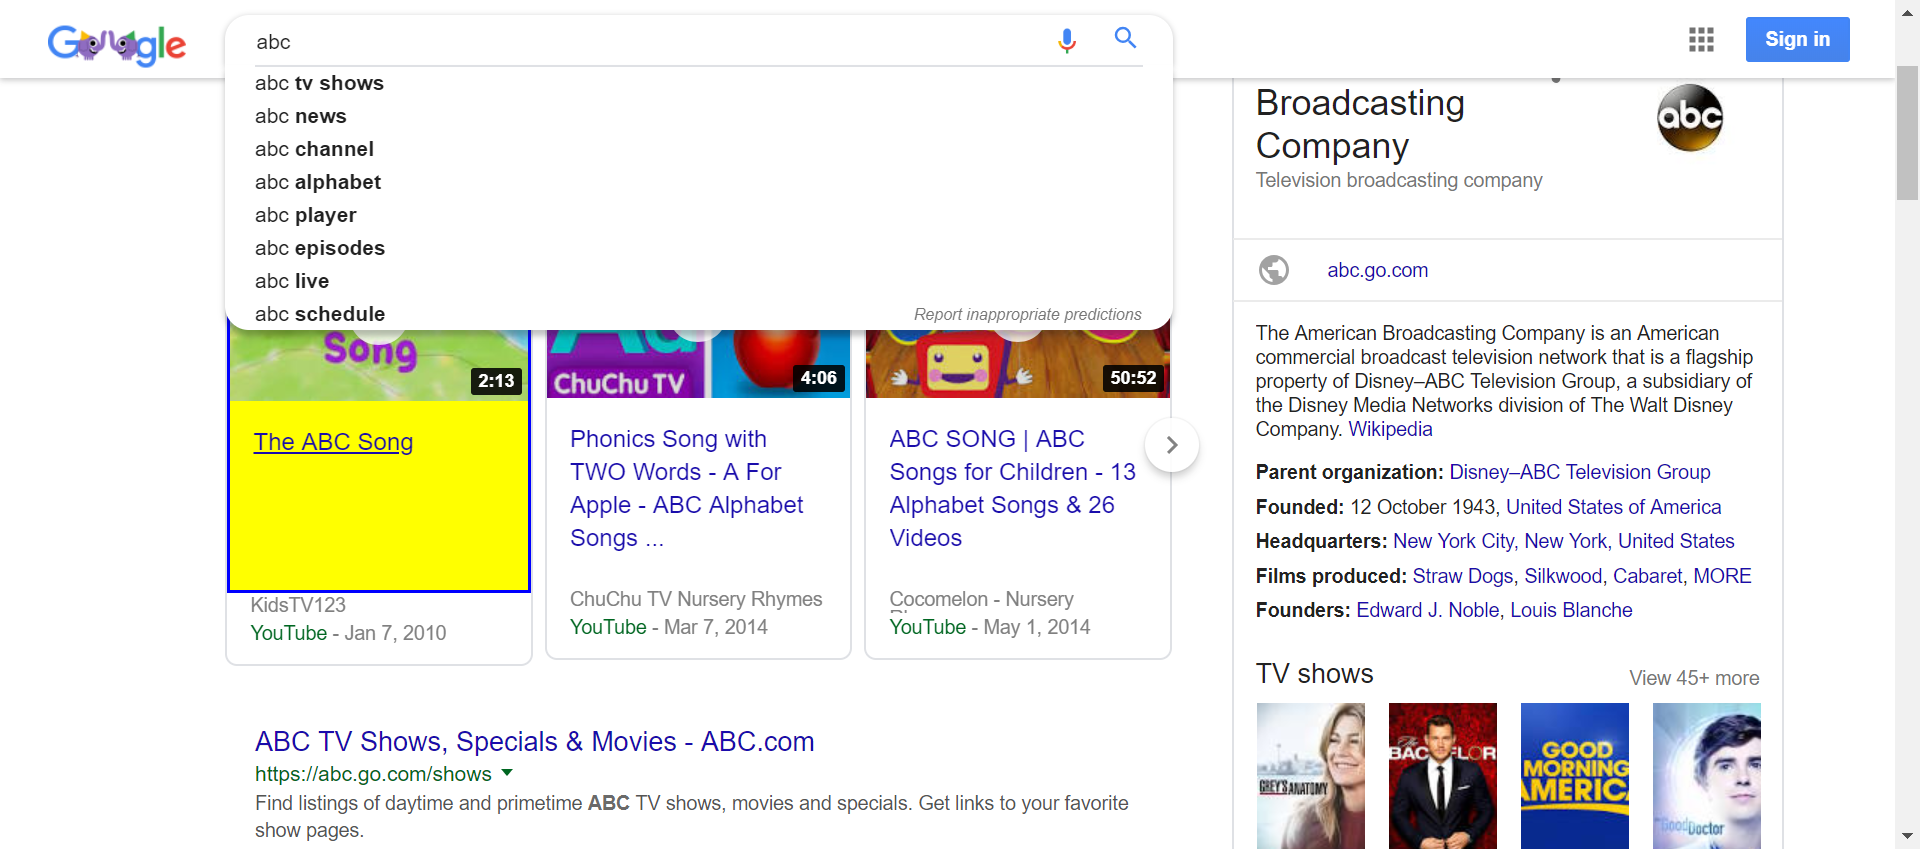 Google
abc
Sign in
abc tv shows
abc news
abc channel
abc alphabet
abc player
abc episodes
abc live
abc schedule
Report inappropriate predictions
Song
2:13
ChuChu TV
4:06
50:52
The ABC Song
KidsTV123
YouTube - Jan 7, 2010
Phonics Song with
TWO Words - A For
Apple - ABC Alphabet
Songs ...
ChuChu TV Nursery Rhymes
YouTube - Mar 7, 2014
ABC SONG | ABC
Songs for Children - 13
Alphabet Songs & 26
Videos
Cocomelon - Nursery
YouTube - May 1, 2014
ABC TV Shows, Specials & Movies - ABC.com
https://abc.go.com/shows
Find listings of daytime and primetime ABC TV shows, movies and specials. Get links to your favorite
show pages.
Broadcasting
Company
abc
Television broadcasting company
abc.go.com
The American Broadcasting Company is an American
commercial broadcast television network that is a flagship
property of Disney–ABC Television Group, a subsidiary of
the Disney Media Networks division of The Walt Disney
Company. Wikipedia
Parent organization: Disney–ABC Television Group
Founded: 12 October 1943, United States of America
Headquarters: New York City, New York, United States
Films produced: Straw Dogs, Silkwood, Cabaret, MORE
Founders: Edward J. Noble, Louis Blanche
TV shows
View 45+ more
GREY'S ANATOMY
The
BACHELOR
GOOD
MORNING
AMERICA
the Good Doctor